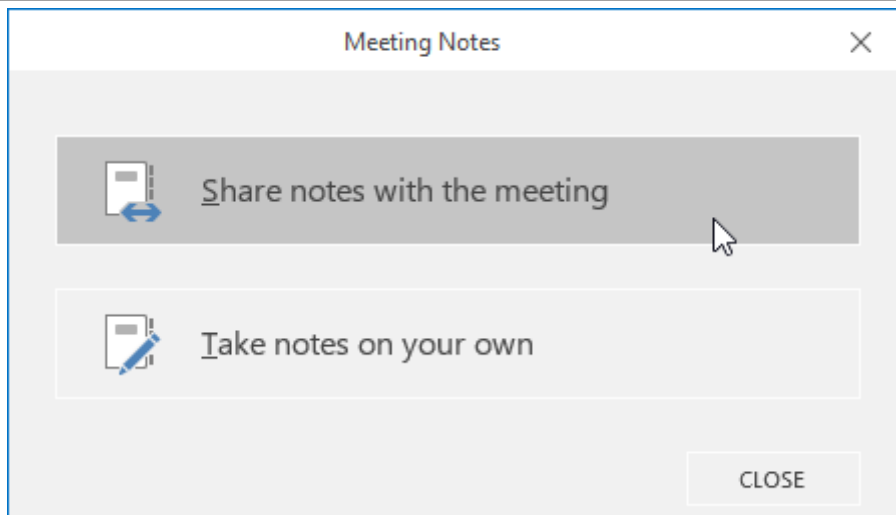 Meeting Notes
Share notes with the meeting
Take notes on your own
CLOSE